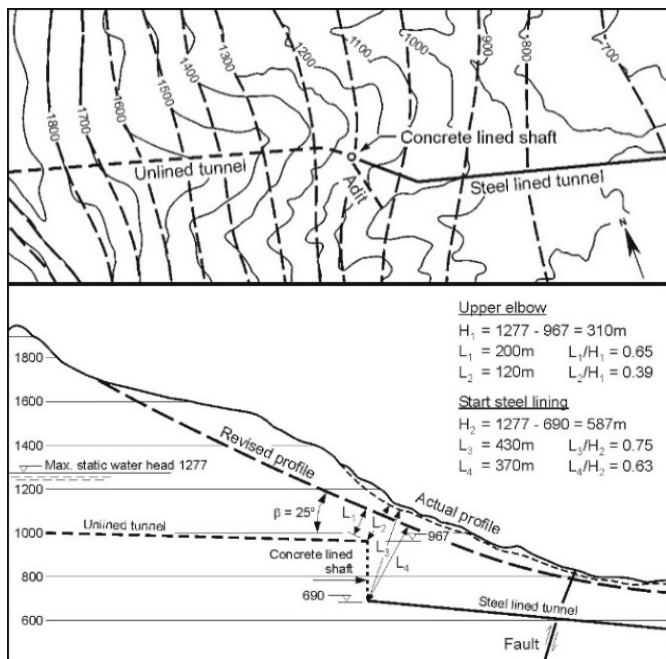 1800
1700
1600
1500
1400
1300
1200
1100
1000
900
800
700
Concrete lined shaft
Unlined tunnel
Adit
Steel lined tunnel
N
Upper elbow
H₁ = 1277 - 967 = 310m
L₁ = 200m L₁/H₁ = 0.65
L₂ = 120m L₂/H₁ = 0.39
Start steel lining
H₂ = 1277 - 690 = 587m
L₃ = 430m L₃/H₂ = 0.75
L₄ = 370m L₄/H₂ = 0.63
1800
1600
1400
Revised profile
Max. static water head 1277
1200
Actual profile
β = 25°
L₁
L₂
1000
Unlined tunnel
967
L₃
Concrete lined
shaft
L₄
800
690
Steel lined tunnel
600
Fault